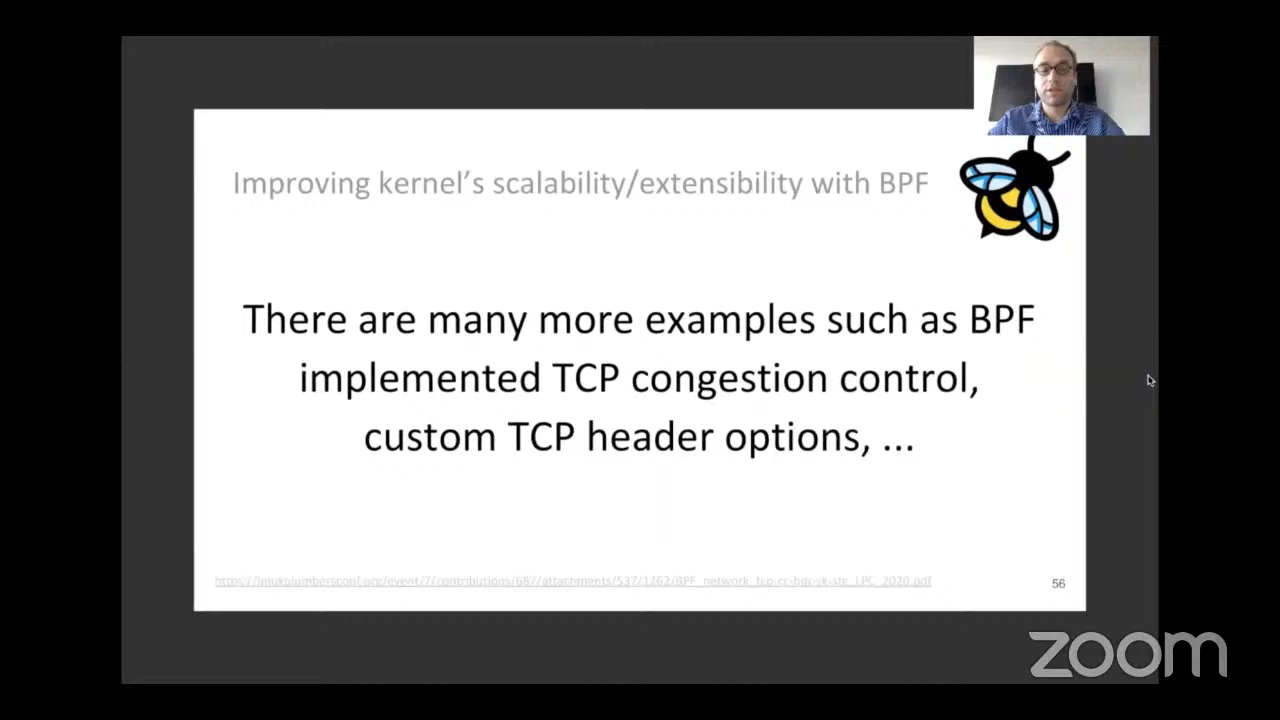 Improving kernel's scalability/extensibility with BPF
There are many more examples such as BPF
implemented TCP congestion control,
custom TCP header options, ...
https://linuxplumbersconf.org/event/7/contributions/687/attachments/537/1262/BPF_network_tcp-cc-hdr-sk-stg_LPC_2020.pdf
56
zoom